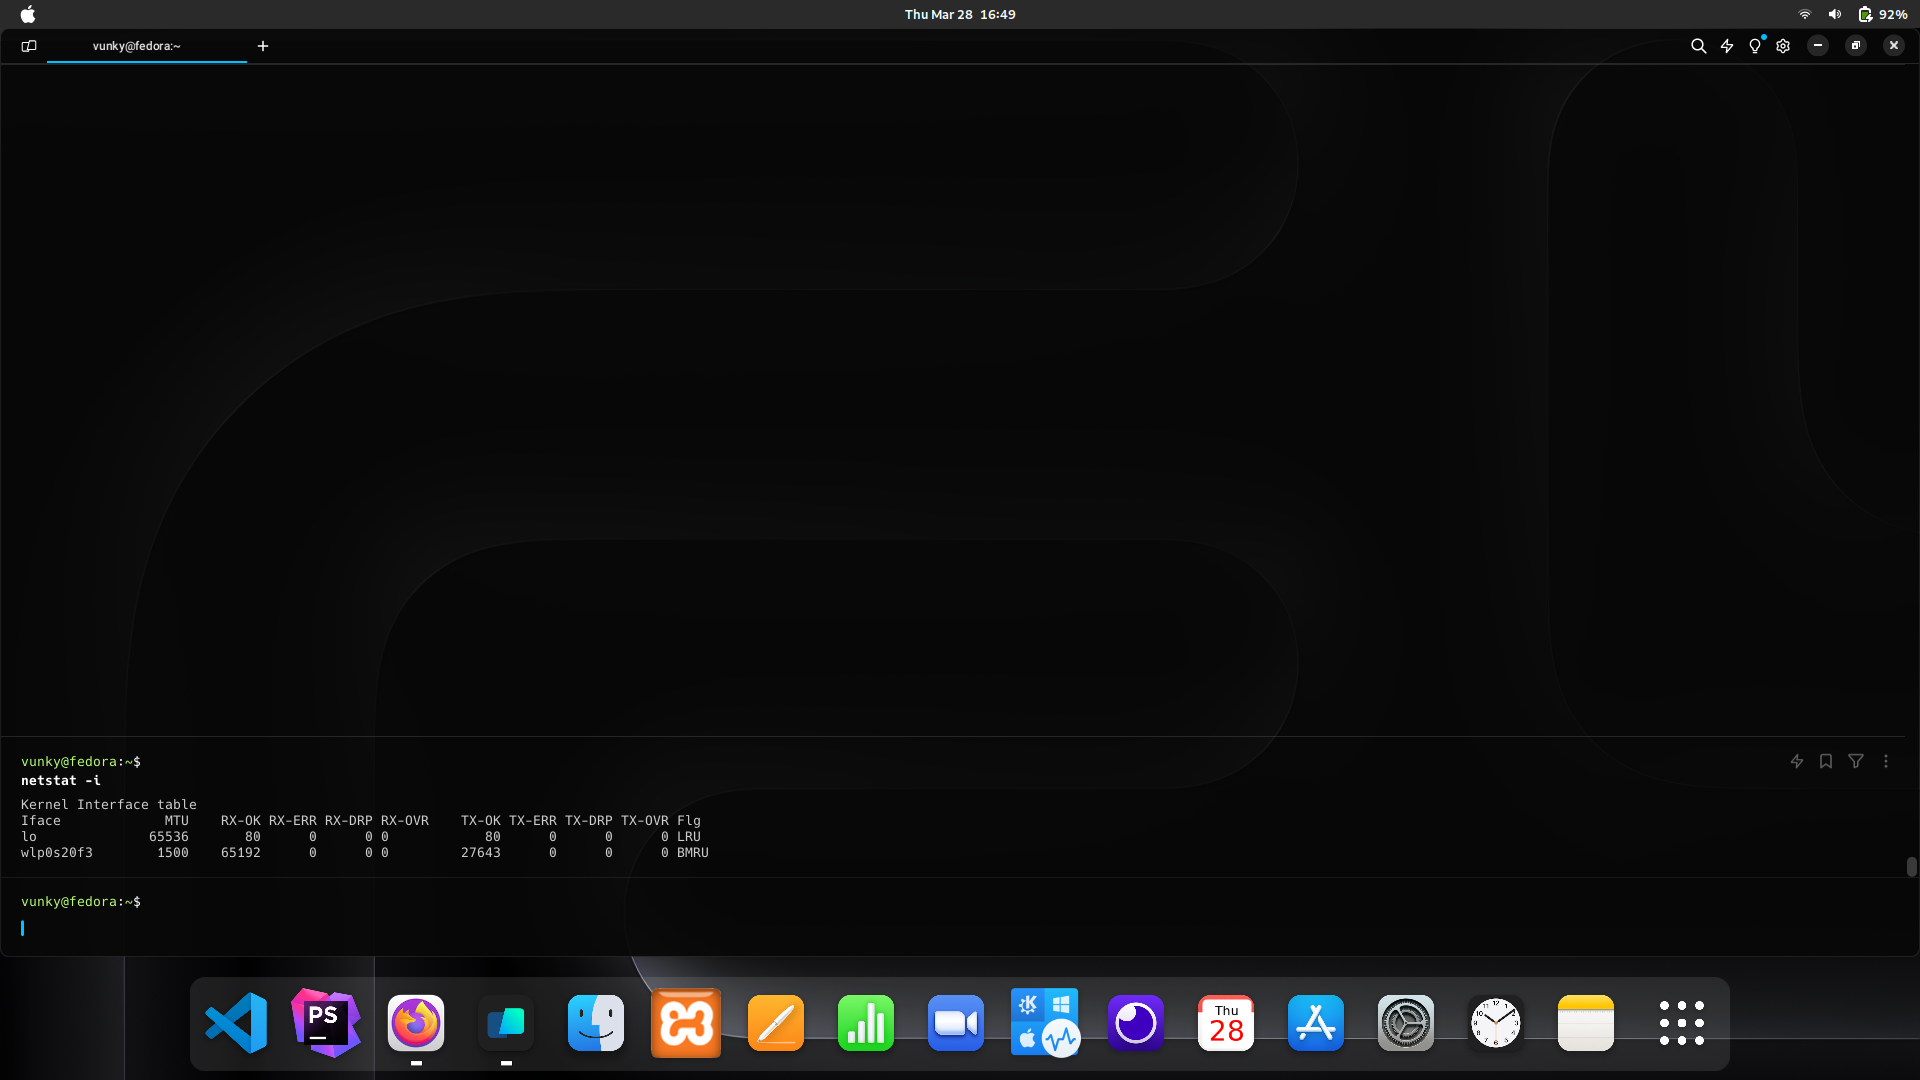 Thu Mar 28 16:49
92%
vunky@fedora:~
vunky@fedora:~$
netstat -i
Kernel Interface table
Iface MTU RX-OK RX-ERR RX-DRP RX-OVR TX-OK TX-ERR TX-DRP TX-OVR Flg
lo 65536 80 0 0 0 80 0 0 0 LRU
wlp0s20f3 1500 65192 0 0 0 27643 0 0 0 BMRU
vunky@fedora:~$
PS
Thu
28